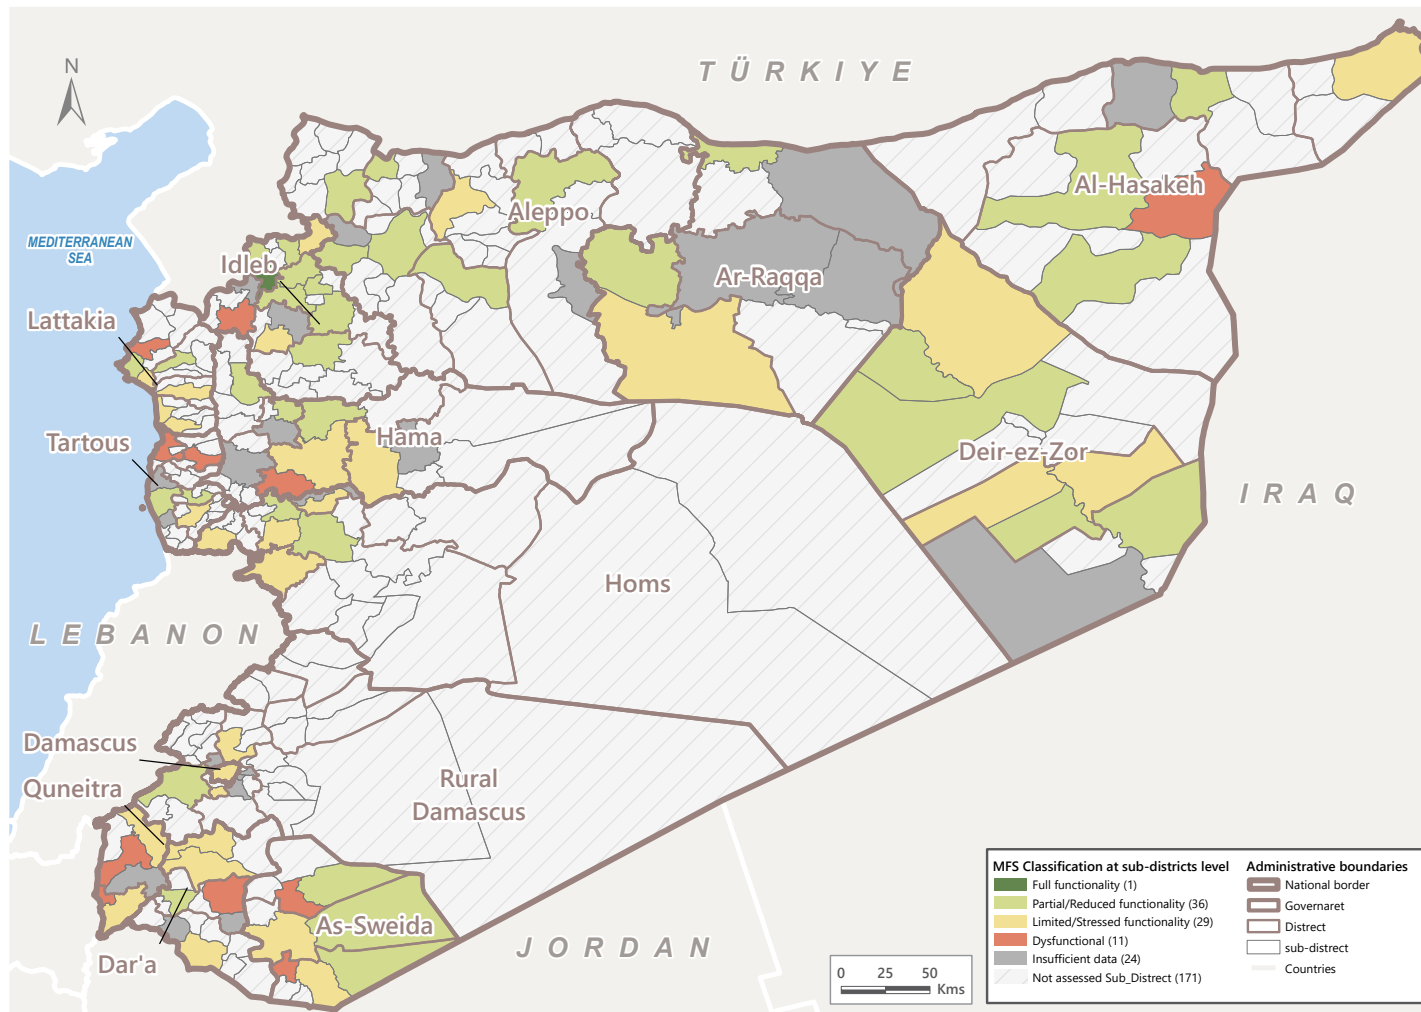 TÜRKIYE
N
MEDITERRANEAN
SEA
Al-Hasakeh
Aleppo
Idleb
Ar-Raqqa
Lattakia
Hama
Tartous
Deir-ez-Zor
IRAQ
Homs
LEBANON
Damascus
Quneitra
Rural
Damascus
As-Sweida
Dar'a
JORDAN
0 25 50
Kms
MFS Classification at sub-districts level
Full functionality (1)
Partial/Reduced functionality (36)
Limited/Stressed functionality (29)
Dysfunctional (11)
Insufficient data (24)
Not assessed Sub_Distrect (171)
Administrative boundaries
National border
Governaret
Distrect
sub-distrect
Countries